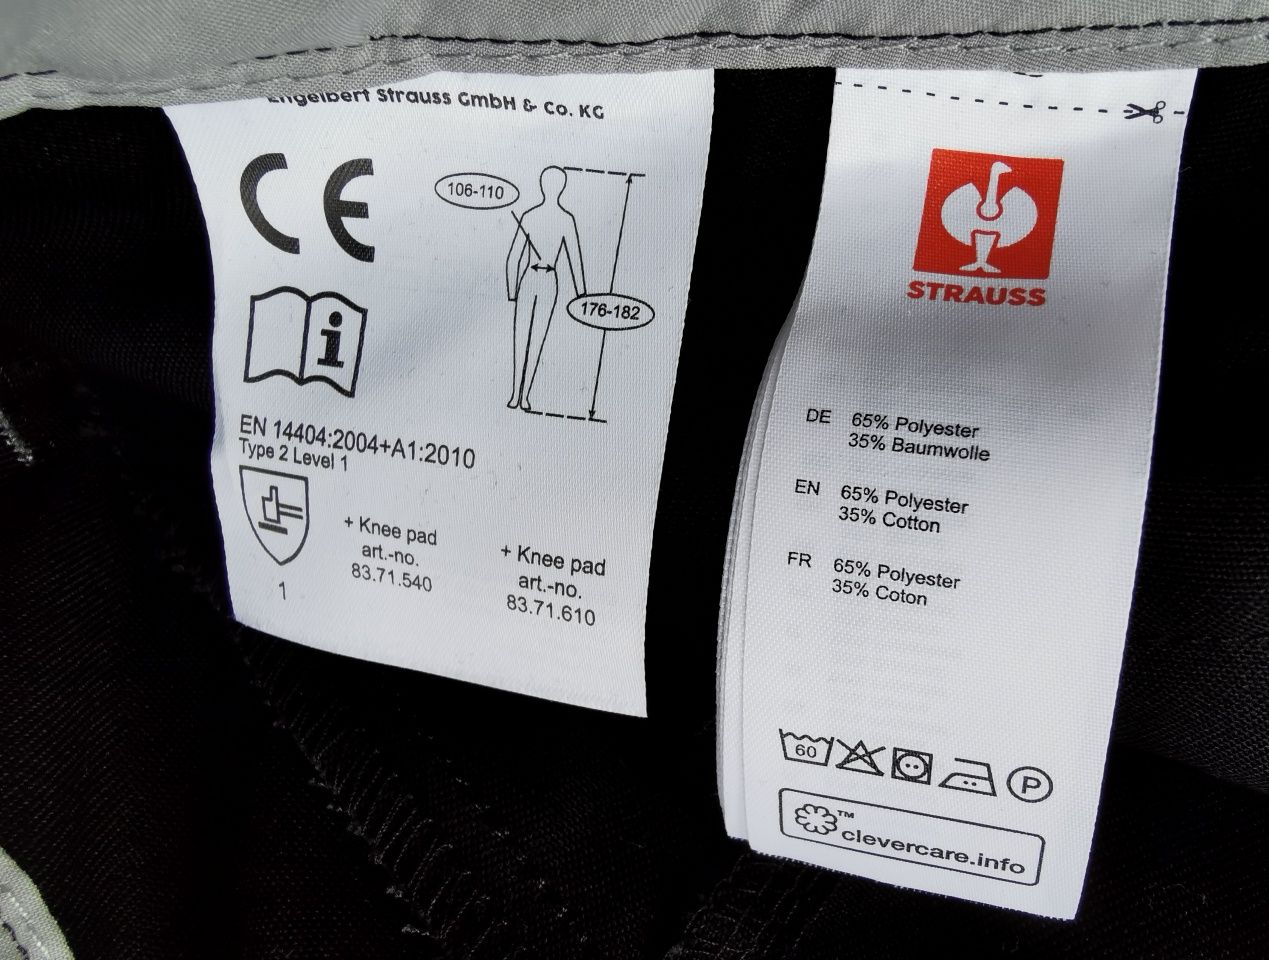 Engelbert Strauss GmbH & Co. KG
CE
106-110
176-182
i
EN 14404:2004+A1:2010
Type 2 Level 1
1
+ Knee pad
art.-no.
83.71.540
+ Knee pad
art.-no.
83.71.610
STRAUSS
DE 65% Polyester
35% Baumwolle
EN 65% Polyester
35% Cotton
FR 65% Polyester
35% Coton
60
P
™
clevercare.info